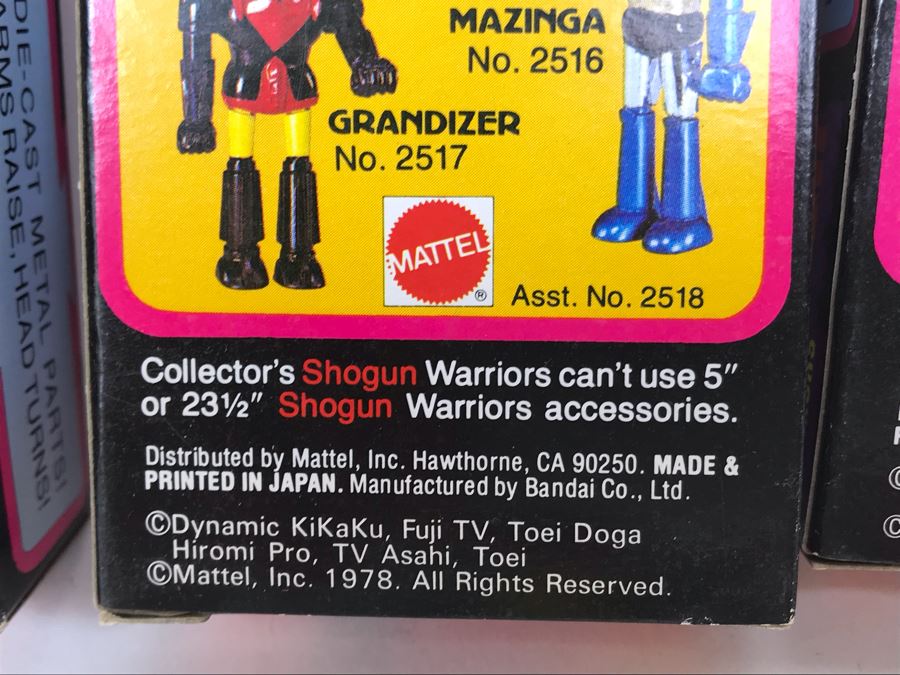 DIE-CAST METAL PARTS!
ARMS RAISE, HEAD TURNS!
MAZINGA
No. 2516
GRANDIZER
No. 2517
MATTEL
®
Asst. No. 2518
Collector's Shogun Warriors can't use 5"
or 23½" Shogun Warriors accessories.
Distributed by Mattel, Inc. Hawthorne, CA 90250. MADE &
PRINTED IN JAPAN. Manufactured by Bandai Co., Ltd.
©Dynamic KiKaKu, Fuji TV, Toei Doga
Hiromi Pro, TV Asahi, Toei
©Mattel, Inc. 1978. All Rights Reserved.
©
©